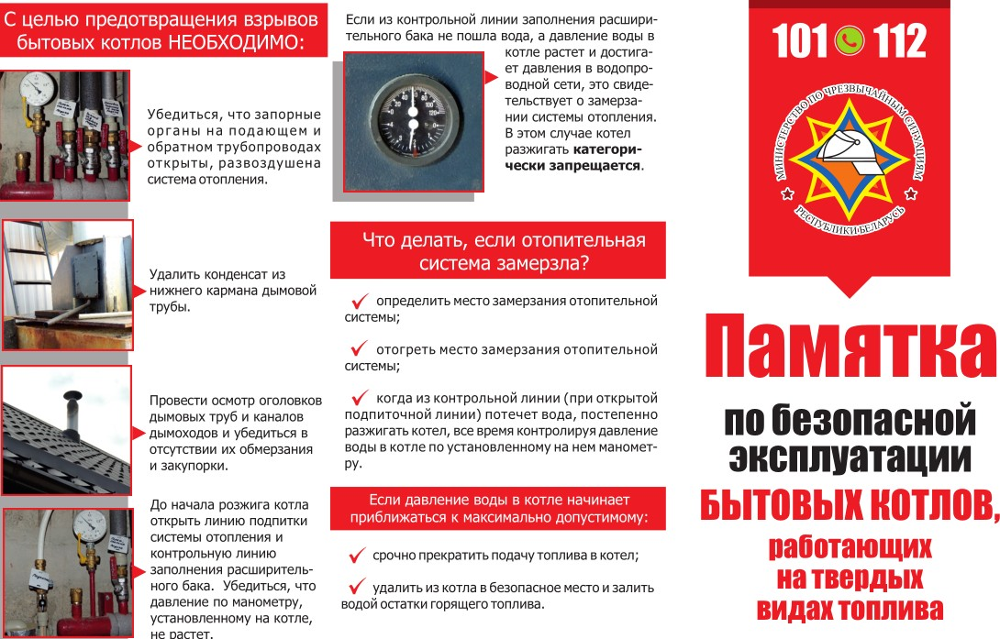 С целью предотвращения взрывов
бытовых котлов НЕОБХОДИМО:
Убедиться, что запорные
органы на подающем и
обратном трубопроводах
открыты, развоздушена
система отопления.
Удалить конденсат из
нижнего кармана дымовой
трубы.
Провести осмотр оголовков
дымовых труб и каналов
дымоходов и убедиться в
отсутствии их обмерзания
и закупорки.
До начала розжига котла
открыть линию подпитки
системы отопления и
контрольную линию
заполнения расширитель-
ного бака. Убедиться, что
давление по манометру,
установленному на котле,
не растет.
Если из контрольной линии заполнения расшири-
тельного бака не пошла вода, а давление воды в
котле растет и достига-
ет давления в водопро-
водной сети, это свиде-
тельствует о замерза-
нии системы отопления.
В этом случае котел
разжигать категори-
чески запрещается.
Что делать, если отопительная
система замерзла?
определить место замерзания отопительной
системы;
отогреть место замерзания отопительной
системы;
когда из контрольной линии (при открытой
подпиточной линии) потечет вода, постепенно
разжигать котел, все время контролируя давление
воды в котле по установленному на нем маномет-
ру.
Если давление воды в котле начинает
приближаться к максимально допустимому:
срочно прекратить подачу топлива в котел;
удалить из котла в безопасное место и залить
водой остатки горящего топлива.
101 112
МИНИСТЕРСТВО ПО ЧРЕЗВЫЧАЙНЫМ СИТУАЦИЯМ
РЕСПУБЛИКИ БЕЛАРУСЬ
Памятка
по безопасной
эксплуатации
БЫТОВЫХ КОТЛОВ,
работающих
на твердых
видах топлива